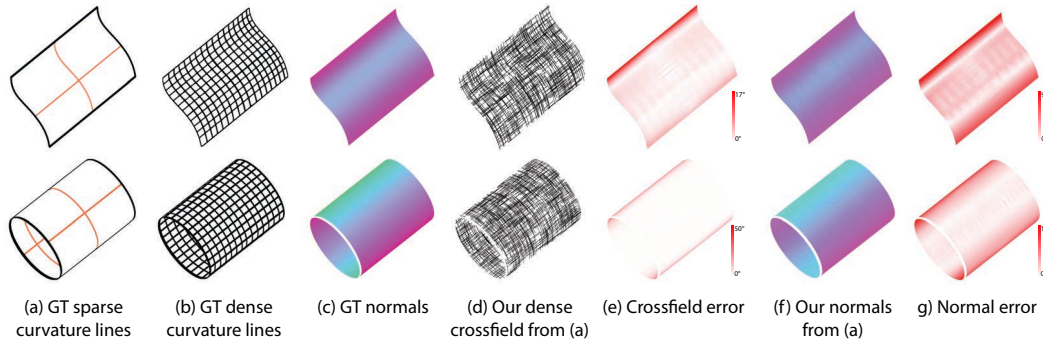 17°
0°
50°
0°
(a) GT sparse
curvature lines
(b) GT dense
curvature lines
(c) GT normals
(d) Our dense
crossfield from (a)
(e) Crossfield error
(f) Our normals
from (a)
g) Normal error